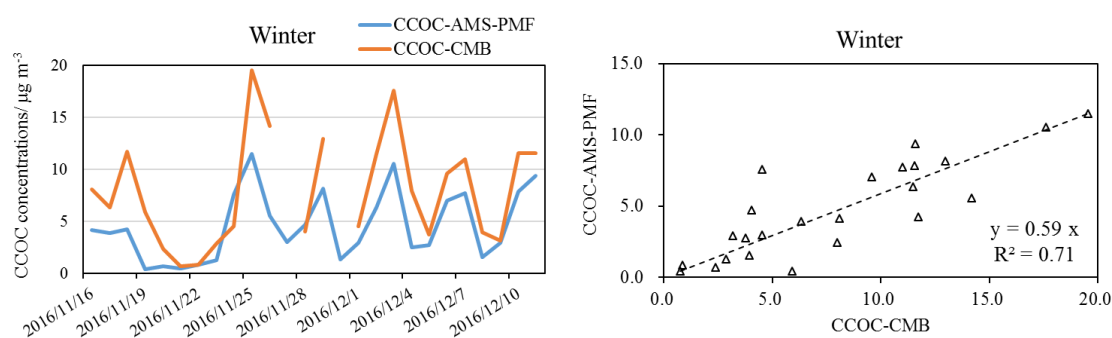 Winter
CCOC-AMS-PMF
CCOC-CMB
CCOC concentrations/ μg m⁻³
20
15
10
5
0
2016/11/16
2016/11/19
2016/11/22
2016/11/25
2016/11/28
2016/12/1
2016/12/4
2016/12/7
2016/12/10
Winter
CCOC-AMS-PMF
15.0
10.0
5.0
0.0
0.0
5.0
10.0
15.0
20.0
CCOC-CMB
y = 0.59 x
R² = 0.71